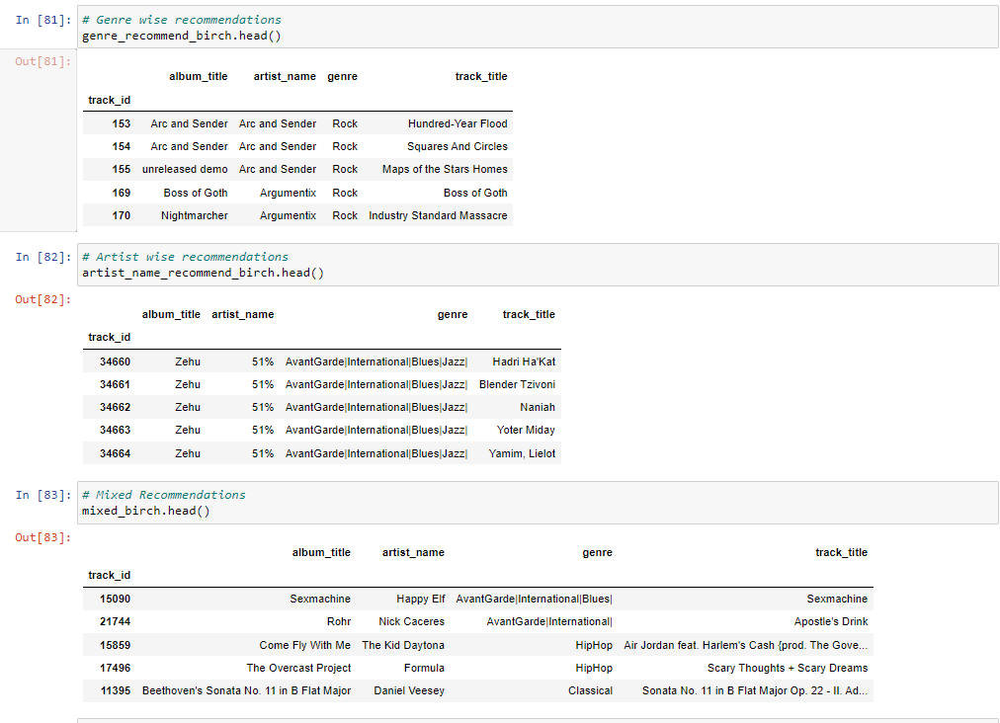 In [81]: # Genre wise recommendations
genre_recommend_birch.head()
Out[81]:
album_title artist_name genre track_title
track_id
153 Arc and Sender Arc and Sender Rock Hundred-Year Flood
154 Arc and Sender Arc and Sender Rock Squares And Circles
155 unreleased demo Arc and Sender Rock Maps of the Stars Homes
169 Boss of Goth Argumentix Rock Boss of Goth
170 Nightmarcher Argumentix Rock Industry Standard Massacre
In [82]: # Artist wise recommendations
artist_name_recommend_birch.head()
Out[82]:
album_title artist_name genre track_title
track_id
34660 Zehu 51% AvantGarde|International|Blues|Jazz| Hadri Ha'Kat
34661 Zehu 51% AvantGarde|International|Blues|Jazz| Blender Tzivoni
34662 Zehu 51% AvantGarde|International|Blues|Jazz| Naniah
34663 Zehu 51% AvantGarde|International|Blues|Jazz| Yoter Miday
34664 Zehu 51% AvantGarde|International|Blues|Jazz| Yamim, Lielot
In [83]: # Mixed Recommendations
mixed_birch.head()
Out[83]:
album_title artist_name genre track_title
track_id
15090 Sexmachine Happy Elf AvantGarde|International|Blues| Sexmachine
21744 Rohr Nick Caceres AvantGarde|International| Apostle's Drink
15859 Come Fly With Me The Kid Daytona HipHop Air Jordan feat. Harlem's Cash {prod. The Gove...
17496 The Overcast Project Formula HipHop Scary Thoughts + Scary Dreams
11395 Beethoven's Sonata No. 11 in B Flat Major Daniel Veesey Classical Sonata No. 11 in B Flat Major Op. 22 - II. Ad...